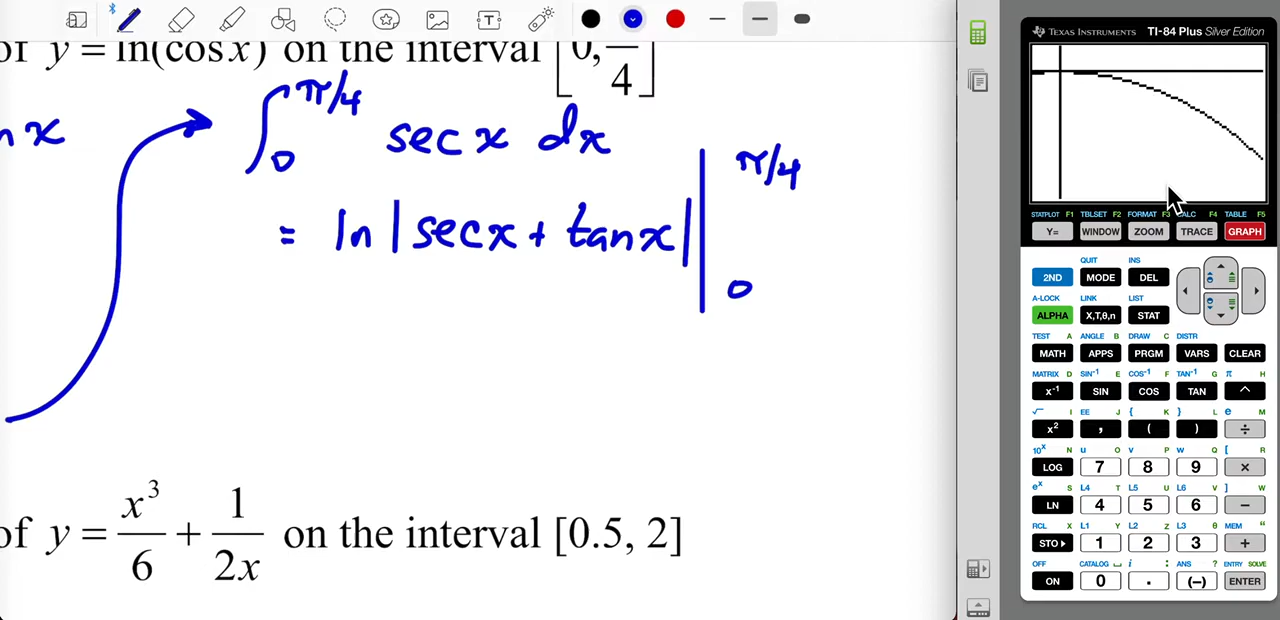 of y = ln(cos x) on the interval [0, π/4]
n x
∫₀^π/4 sec x dx
= ln |sec x + tan x| |₀^π/4
of y = x³/6 + 1/2x on the interval [0.5, 2]
TEXAS INSTRUMENTS TI-84 Plus Silver Edition
STATPLOT F1 TBLSET F2 FORMAT F3 CALC F4 TABLE F5
Y= WINDOW ZOOM TRACE GRAPH
QUIT INS
2ND MODE DEL
A-LOCK LINK LIST
ALPHA X,T,θ,n STAT
TEST A ANGLE B DRAW C DISTR
MATH APPS PRGM VARS CLEAR
MATRIX D SIN⁻¹ E COS⁻¹ F TAN⁻¹ G π H
x⁻¹ SIN COS TAN ^
√ I EE J { K } L e M
x² , ( ) ÷
10ˣ N u O v P w Q [ R
LOG 7 8 9 ×
eˣ S L4 T L5 U L6 V ] W
LN 4 5 6 −
RCL X L1 Y L2 Z L3 θ MEM “
STO▸ 1 2 3 +
OFF CATALOG ␣ i : ANS ? ENTRY SOLVE
ON 0 . (−) ENTER